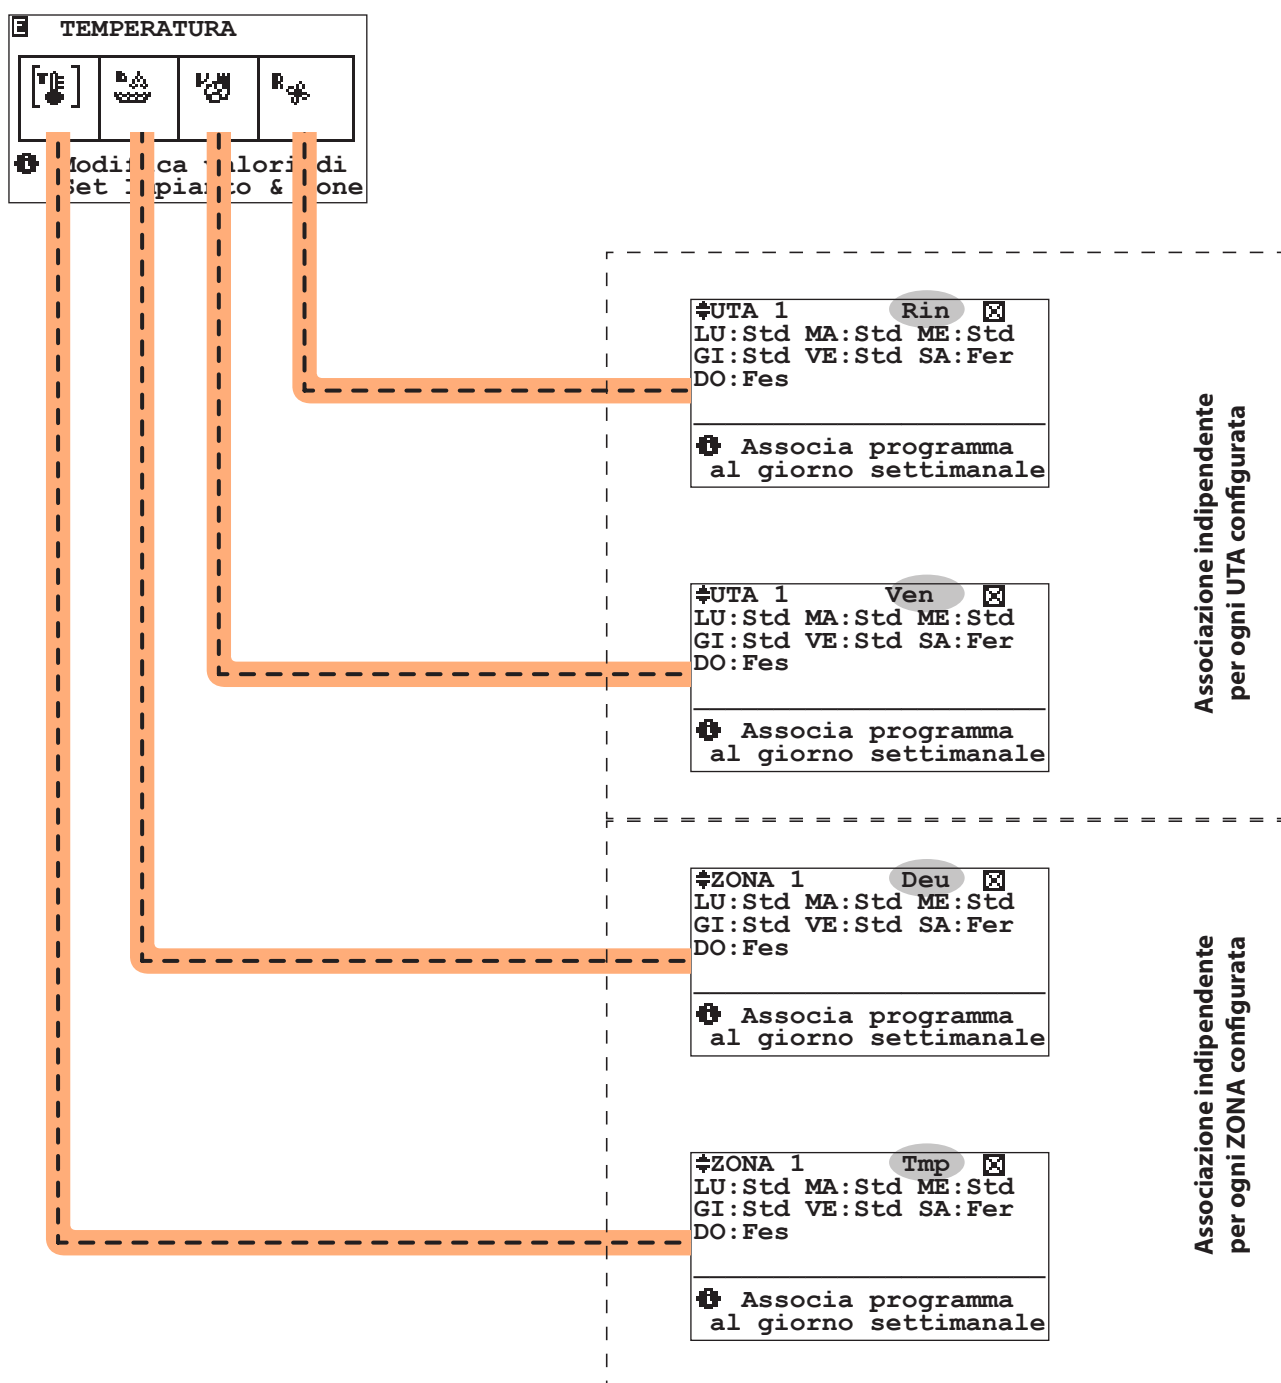 E TEMPERATURA
T D V R
Modifica valori di
Set Impianto & Zone
UTA 1 Rin
LU:Std MA:Std ME:Std
GI:Std VE:Std SA:Fer
DO:Fes
Associa programma
al giorno settimanale
UTA 1 Ven
LU:Std MA:Std ME:Std
GI:Std VE:Std SA:Fer
DO:Fes
Associa programma
al giorno settimanale
Associazione indipendente
per ogni UTA configurata
ZONA 1 Deu
LU:Std MA:Std ME:Std
GI:Std VE:Std SA:Fer
DO:Fes
Associa programma
al giorno settimanale
ZONA 1 Tmp
LU:Std MA:Std ME:Std
GI:Std VE:Std SA:Fer
DO:Fes
Associa programma
al giorno settimanale
Associazione indipendente
per ogni ZONA configurata